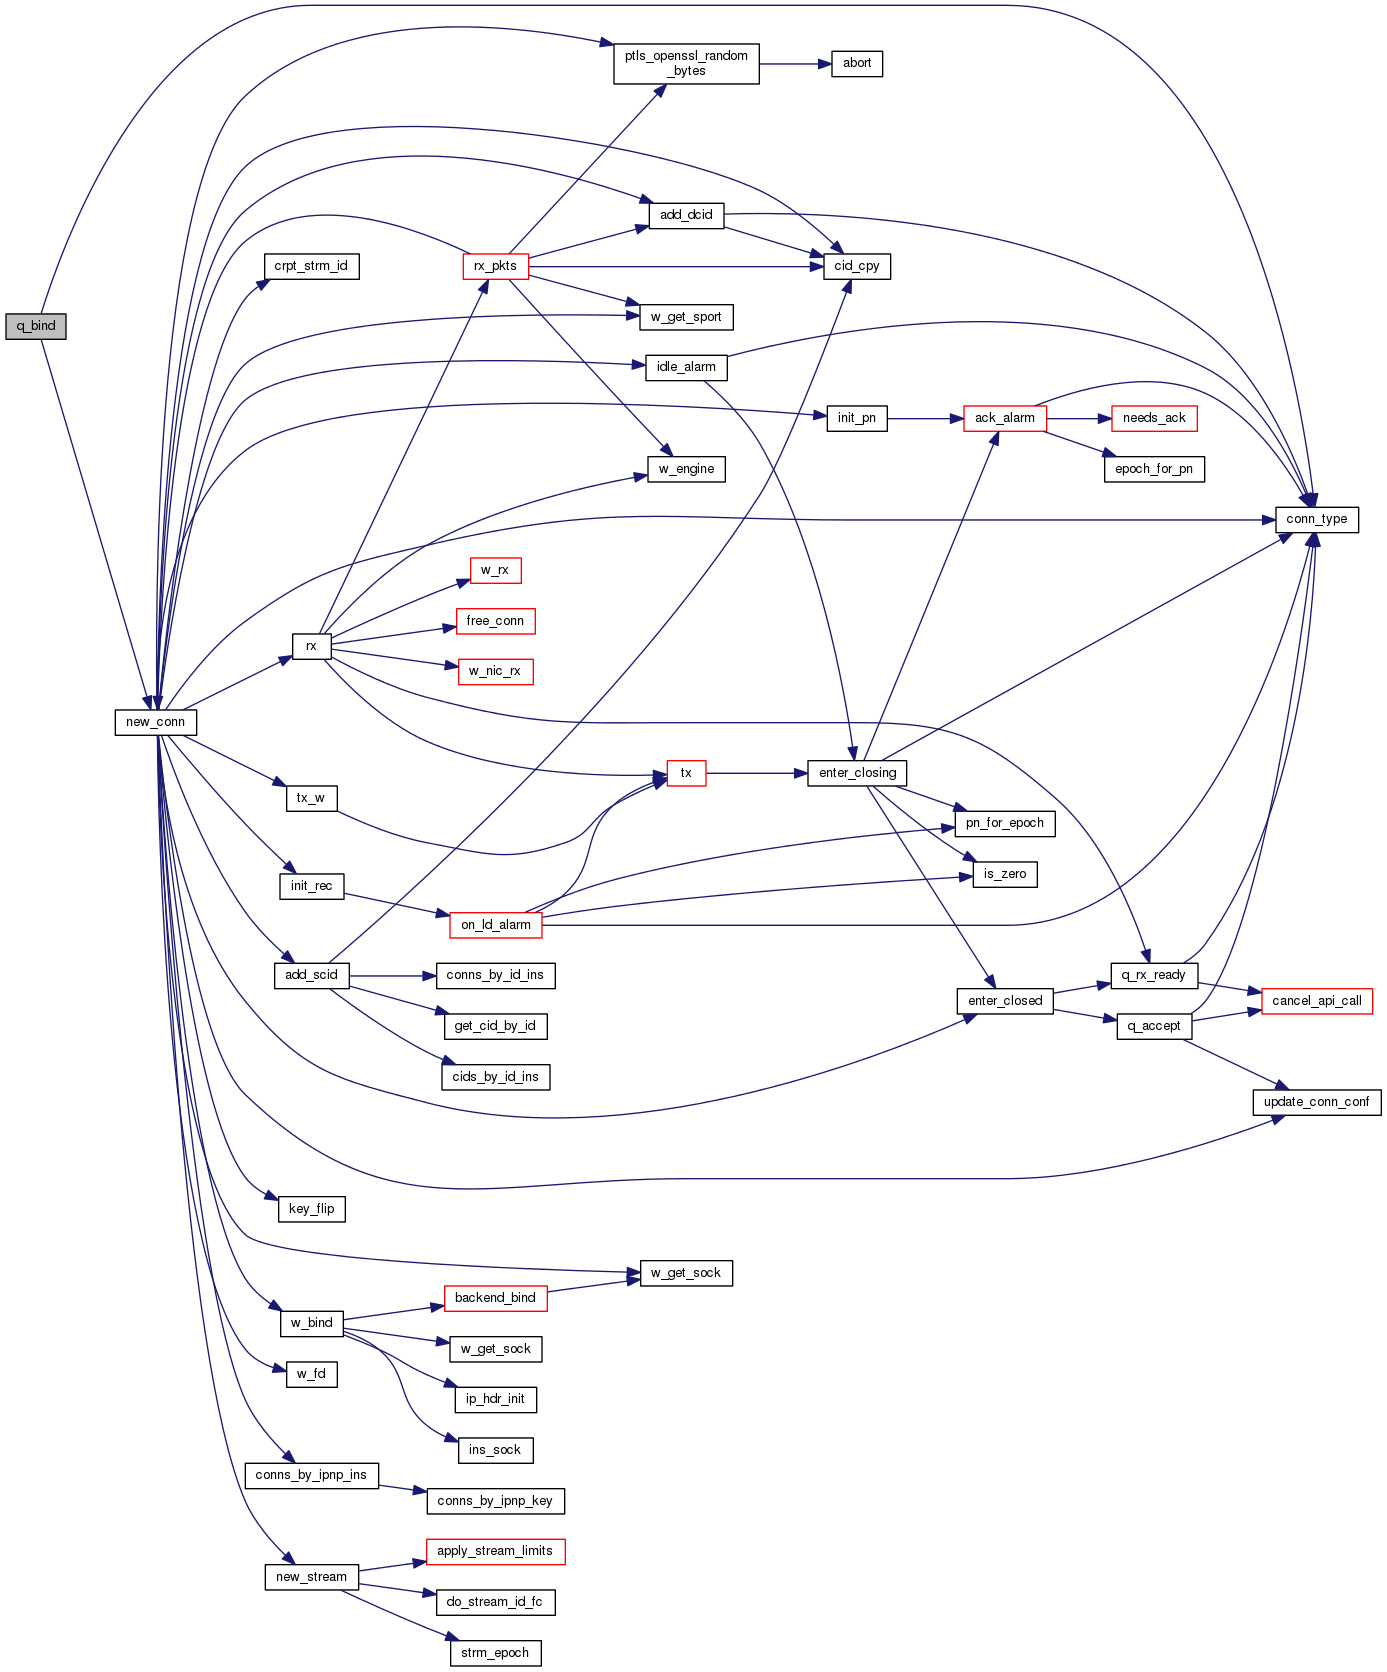 ptls_openssl_random
_bytes
abort
add_dcid
crpt_strm_id
rx_pkts
cid_cpy
w_get_sport
q_bind
idle_alarm
init_pn
ack_alarm
needs_ack
w_engine
epoch_for_pn
conn_type
w_rx
free_conn
rx
w_nic_rx
new_conn
tx
enter_closing
tx_w
pn_for_epoch
is_zero
init_rec
on_ld_alarm
add_scid
conns_by_id_ins
q_rx_ready
enter_closed
cancel_api_call
get_cid_by_id
q_accept
cids_by_id_ins
update_conn_conf
key_flip
w_get_sock
backend_bind
w_bind
w_get_sock
w_fd
ip_hdr_init
ins_sock
conns_by_ipnp_ins
conns_by_ipnp_key
apply_stream_limits
new_stream
do_stream_id_fc
strm_epoch